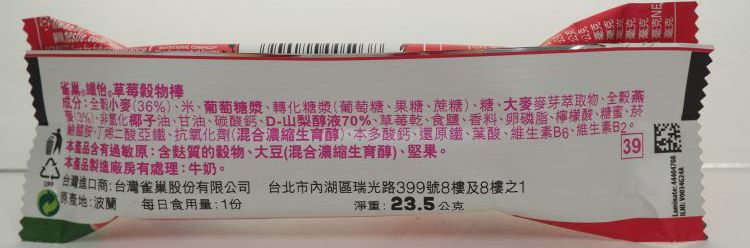 雀巢®纖怡®草莓穀物棒
成分:全穀小麥(36%)、米、葡萄糖漿、轉化糖漿(葡萄糖、果糖、蔗糖)、糖、大麥麥芽萃取物、全穀燕
麥(3%)、非氫化椰子油、甘油、碳酸鈣、D-山梨醇液70%、草莓乾、食鹽、香料、卵磷脂、檸檬酸、糖蜜、菸
鹼醯胺、丁烯二酸亞鐵、抗氧化劑(混合濃縮生育醇)、本多酸鈣、還原鐵、葉酸、維生素B6、維生素B2。
本產品含有過敏原:含麩質的穀物、大豆(混合濃縮生育醇)、堅果。
本產品製造廠房有處理:牛奶。
39
OPP
台灣進口商:台灣雀巢股份有限公司 台北市內湖區瑞光路399號8樓及8樓之1
原產地:波蘭 每日食用量:1份 淨重:23.5公克
Laminate: 44404708